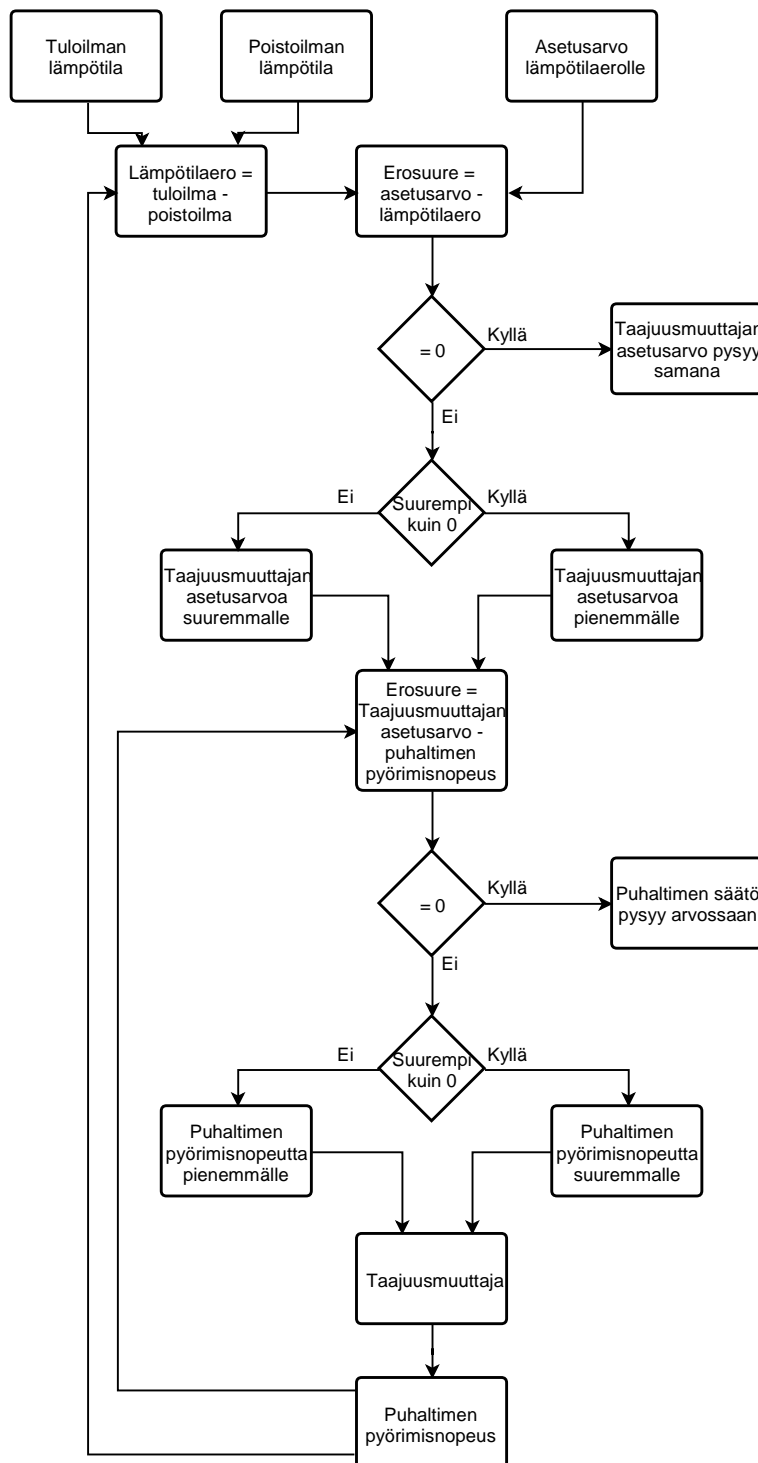 Tuloilman
lämpötila
Poistoilman
lämpötila
Asetusarvo
lämpötilaerolle
Lämpötilaero =
tuloilma -
poistoilma
Erosuure =
asetusarvo -
lämpötilaero
= 0
Kyllä
Taajuusmuuttajan
asetusarvo pysyy
samana
Ei
Ei
Suurempi
kuin 0
Kyllä
Taajuusmuuttajan
asetusarvoa
suuremmalle
Taajuusmuuttajan
asetusarvoa
pienemmälle
Erosuure =
Taajuusmuuttajan
asetusarvo -
puhaltimen
pyörimisnopeus
= 0
Kyllä
Puhaltimen säätö
pysyy arvossaan
Ei
Ei
Suurempi
kuin 0
Kyllä
Puhaltimen
pyörimisnopeutta
pienemmälle
Puhaltimen
pyörimisnopeutta
suuremmalle
Taajuusmuuttaja
Puhaltimen
pyörimisnopeus